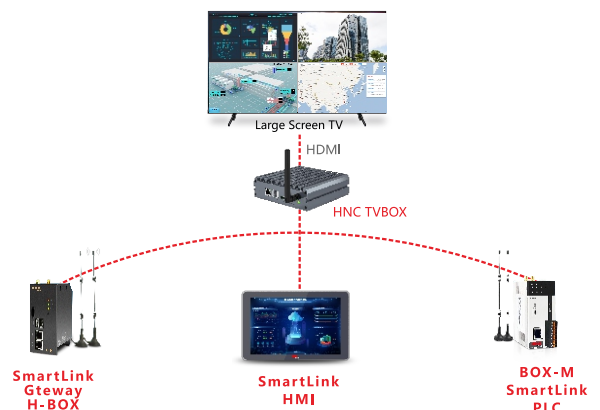 Large Screen TV
HDMI
HNC TVBOX
SmartLink
Gteway
H-BOX
SmartLink
HMI
BOX-M
SmartLink
PLC